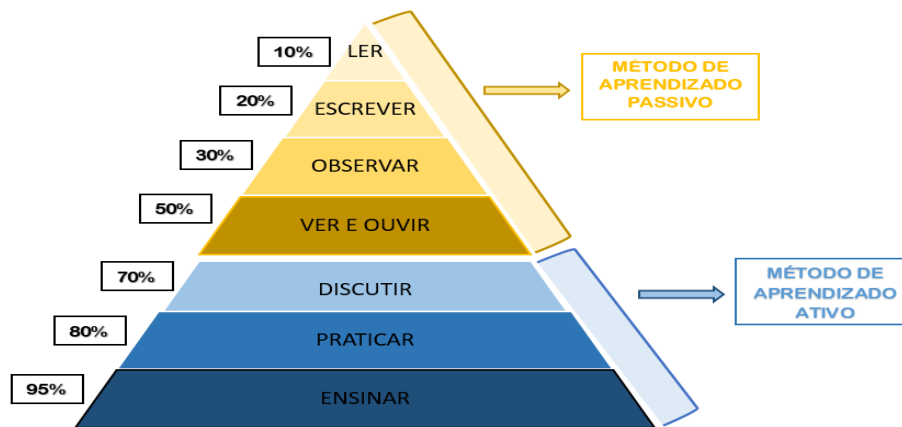 10%
LER
20%
ESCREVER
30%
OBSERVAR
50%
VER E OUVIR
MÉTODO DE
APRENDIZADO
PASSIVO
70%
DISCUTIR
80%
PRATICAR
95%
ENSINAR
MÉTODO DE
APRENDIZADO
ATIVO